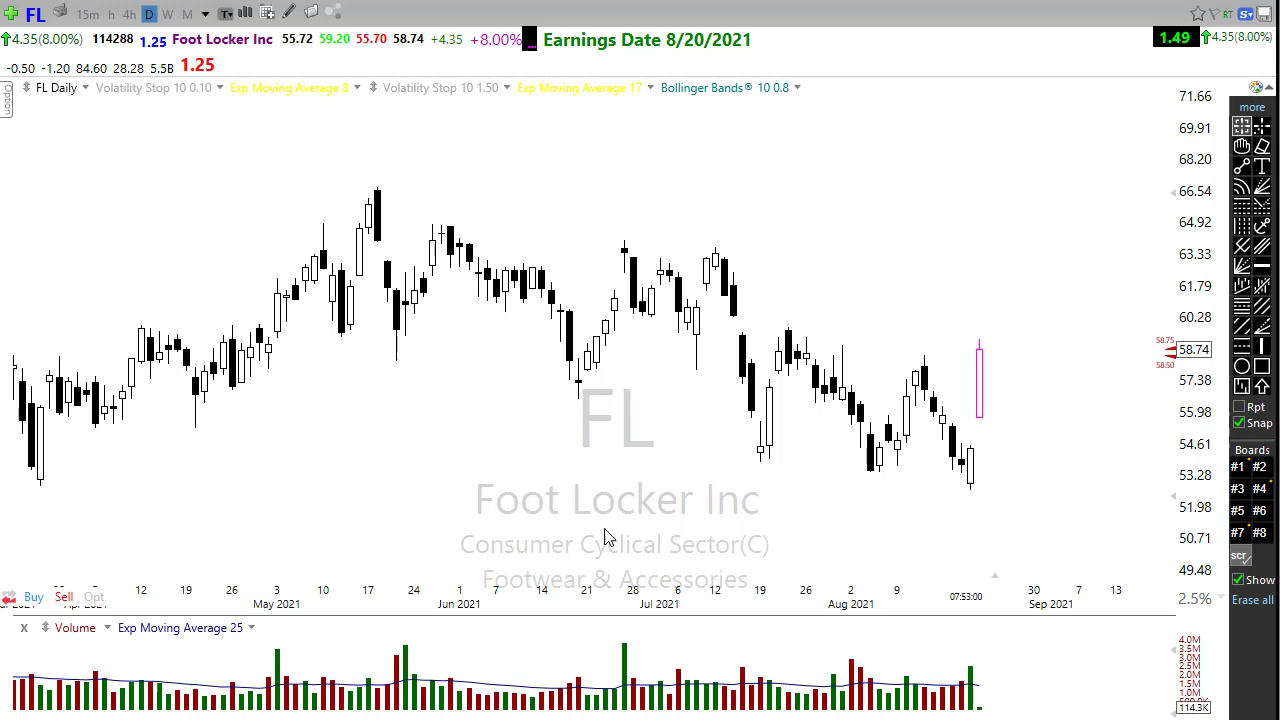 FL 15m h 4h D W M T RT S
4.35(8.00%) 114288 1.25 Foot Locker Inc 55.72 59.20 55.70 58.74 +4.35 +8.00% ... Earnings Date 8/20/2021 1.49 4.35(8.00%)
-0.50 -1.20 84.60 28.28 5.5B 1.25
Option FL Daily Volatility Stop 10 0.10 Exp Moving Average 8 Volatility Stop 10 1.50 Exp Moving Average 17 Bollinger Bands® 10 0.8
71.66
more
69.91
68.20
66.54
64.92
63.33
61.79
60.28
58.75
58.74
58.50
57.38
55.98
54.61
53.28
51.98
50.71
49.48
2.5%
Rpt
Snap
Boards
#1 #2
#3 #4
#5 #6
#7 #8
scr
Show
Erase all
FL
Foot Locker Inc
Consumer Cyclical Sector(C)
Footwear & Accessories
12 19 26 3 10 17 24 1 7 14 21 28 6 12 19 26 2 9 07:53:00 30 7 13
Buy Sell Opt
May 2021 Jun 2021 Jul 2021 Aug 2021 Sep 2021
X Volume Exp Moving Average 25
4.0M
3.5M
3.0M
2.5M
2.0M
1.5M
1.0M
114.3K